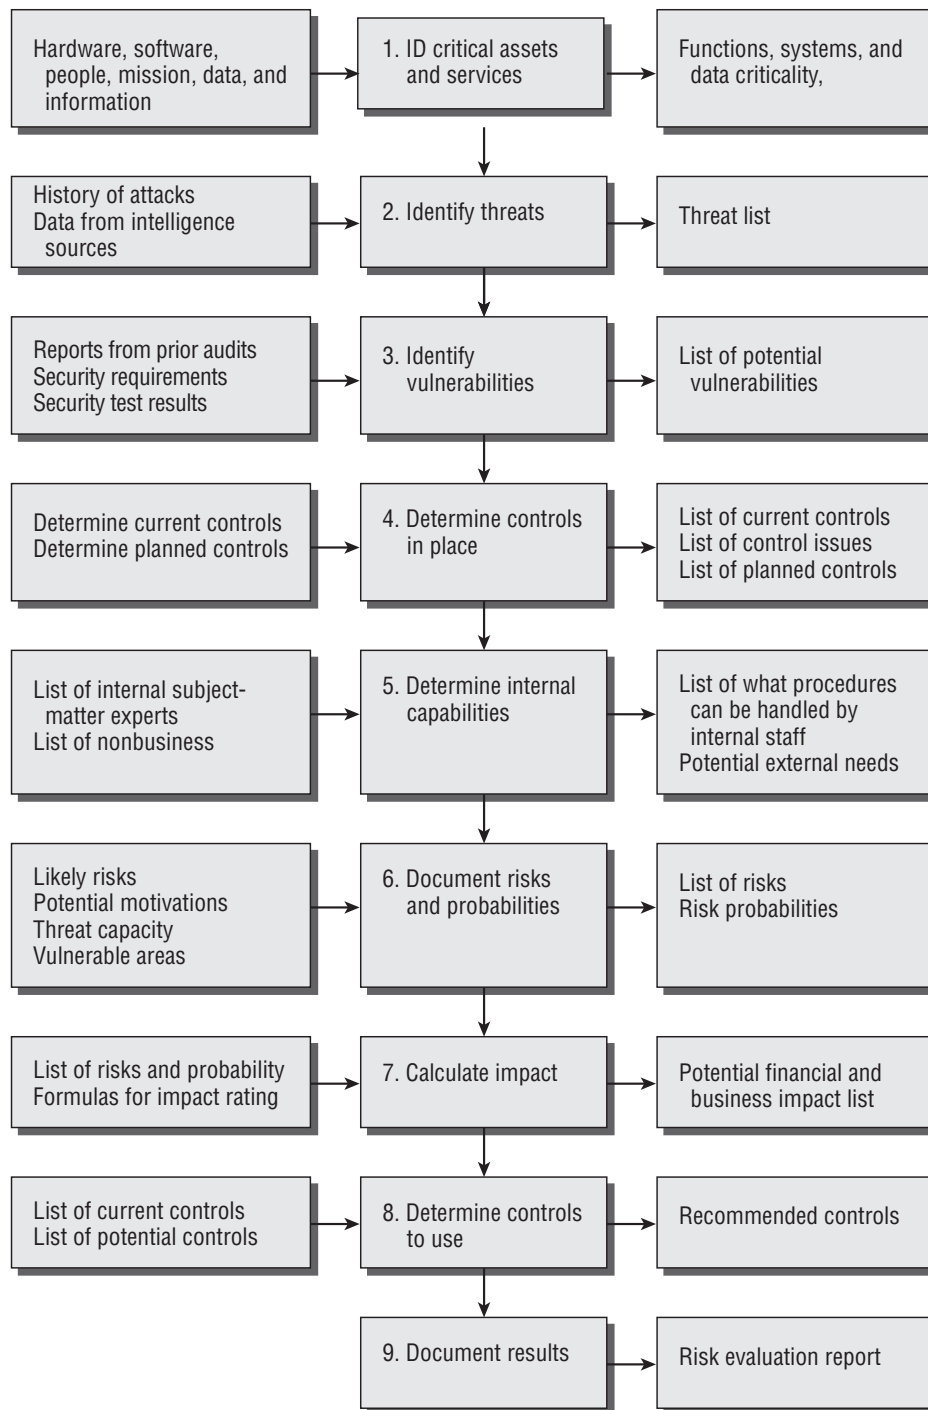 Hardware, software,
people, mission, data, and
information
1. ID critical assets
and services
Functions, systems, and
data criticality,
History of attacks
Data from intelligence
sources
2. Identify threats
Threat list
Reports from prior audits
Security requirements
Security test results
3. Identify
vulnerabilities
List of potential
vulnerabilities
Determine current controls
Determine planned controls
4. Determine controls
in place
List of current controls
List of control issues
List of planned controls
List of internal subject-
matter experts
List of nonbusiness
5. Determine internal
capabilities
List of what procedures
can be handled by
internal staff
Potential external needs
Likely risks
Potential motivations
Threat capacity
Vulnerable areas
6. Document risks
and probabilities
List of risks
Risk probabilities
List of risks and probability
Formulas for impact rating
7. Calculate impact
Potential financial and
business impact list
List of current controls
List of potential controls
8. Determine controls
to use
Recommended controls
9. Document results
Risk evaluation report